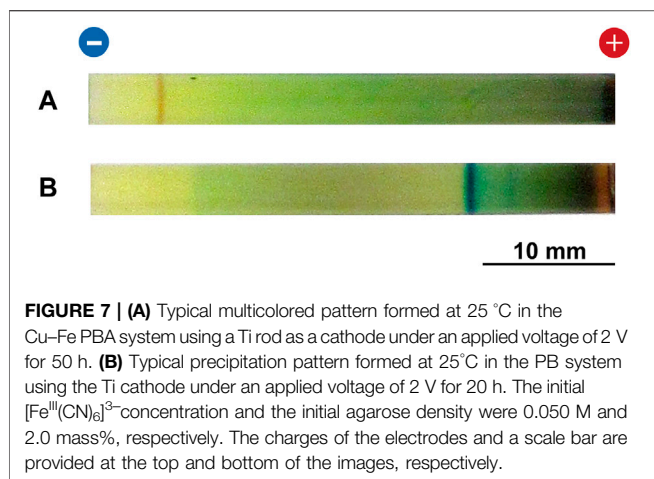 − +
A
B
10 mm
FIGURE 7 | (A) Typical multicolored pattern formed at 25 °C in the
Cu–Fe PBA system using a Ti rod as a cathode under an applied voltage of 2 V
for 50 h. (B) Typical precipitation pattern formed at 25°C in the PB system
using the Ti cathode under an applied voltage of 2 V for 20 h. The initial
[Feᴵᴵᴵ(CN)₆]³⁻concentration and the initial agarose density were 0.050 M and
2.0 mass%, respectively. The charges of the electrodes and a scale bar are
provided at the top and bottom of the images, respectively.